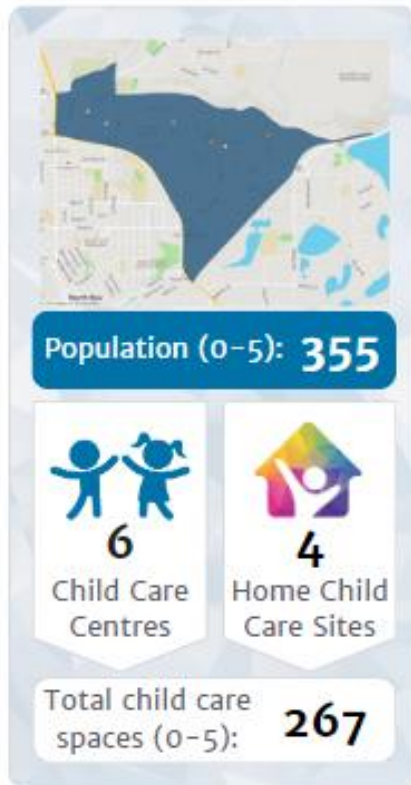 Population (0-5): 355
6
Child Care
Centres
4
Home Child
Care Sites
Total child care
spaces (0-5): 267